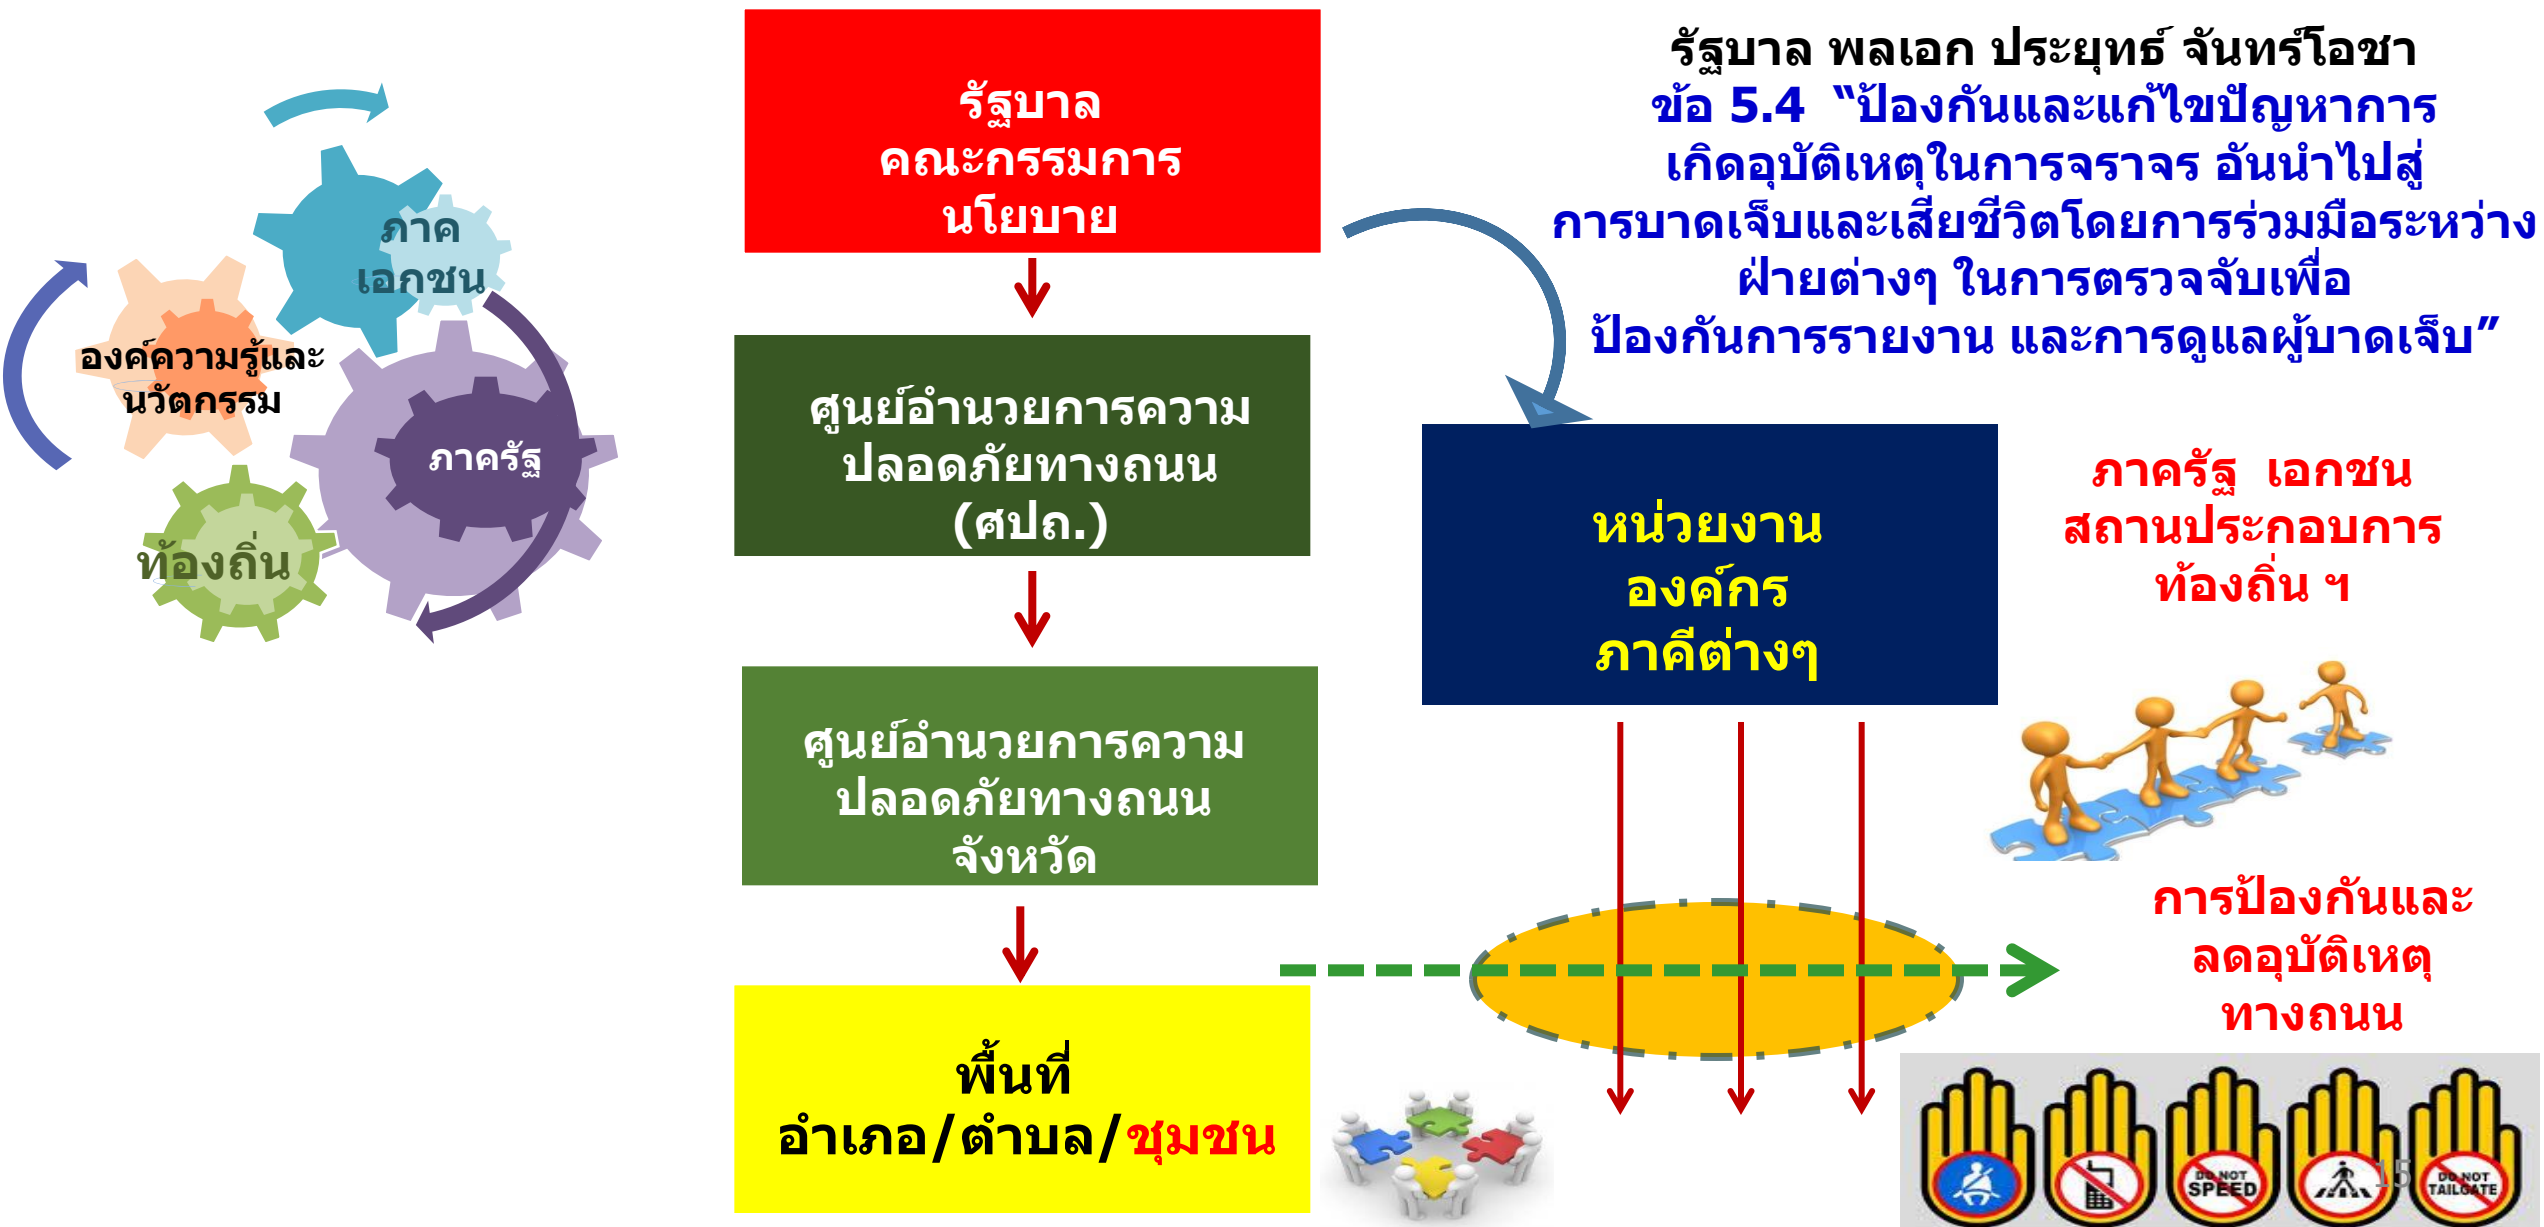 ภาค
เอกชน
องค์ความรู้และ
นวัตกรรม
ภาครัฐ
ท้องถิ่น
รัฐบาล
คณะกรรมการ
นโยบาย
ศูนย์อำนวยการความ
ปลอดภัยทางถนน
(ศปถ.)
ศูนย์อำนวยการความ
ปลอดภัยทางถนน
จังหวัด
พื้นที่
อำเภอ/ตำบล/ชุมชน
รัฐบาล พลเอก ประยุทธ์ จันทร์โอชา
ข้อ 5.4 “ป้องกันและแก้ไขปัญหาการ
เกิดอุบัติเหตุในการจราจร อันนำไปสู่
การบาดเจ็บและเสียชีวิตโดยการร่วมมือระหว่าง
ฝ่ายต่างๆ ในการตรวจจับเพื่อ
ป้องกันการรายงาน และการดูแลผู้บาดเจ็บ”
หน่วยงาน
องค์กร
ภาคีต่างๆ
ภาครัฐ เอกชน
สถานประกอบการ
ท้องถิ่น ฯ
การป้องกันและ
ลดอุบัติเหตุ
ทางถนน
DO NOT
SPEED
15
DO NOT
TAILGATE